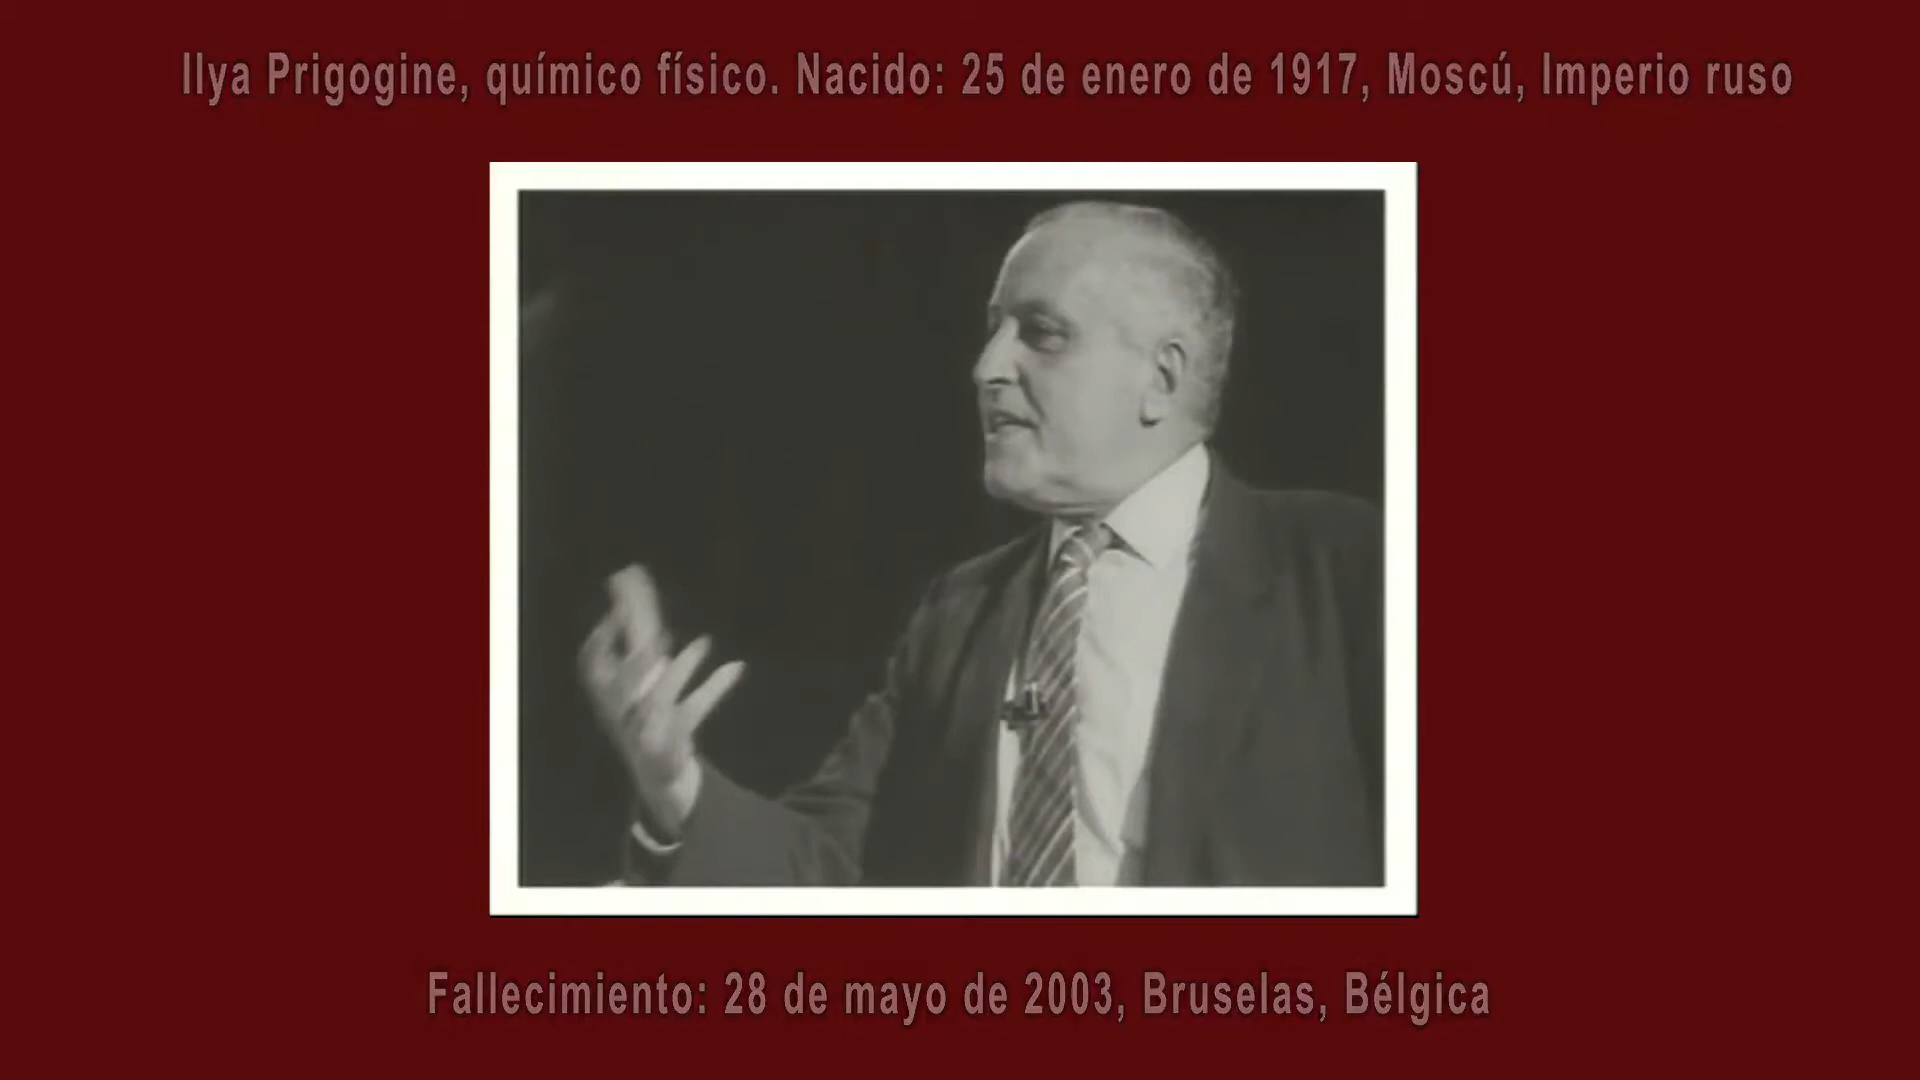 Ilya Prigogine, químico físico. Nacido: 25 de enero de 1917, Moscú, Imperio ruso
Fallecimiento: 28 de mayo de 2003, Bruselas, Bélgica